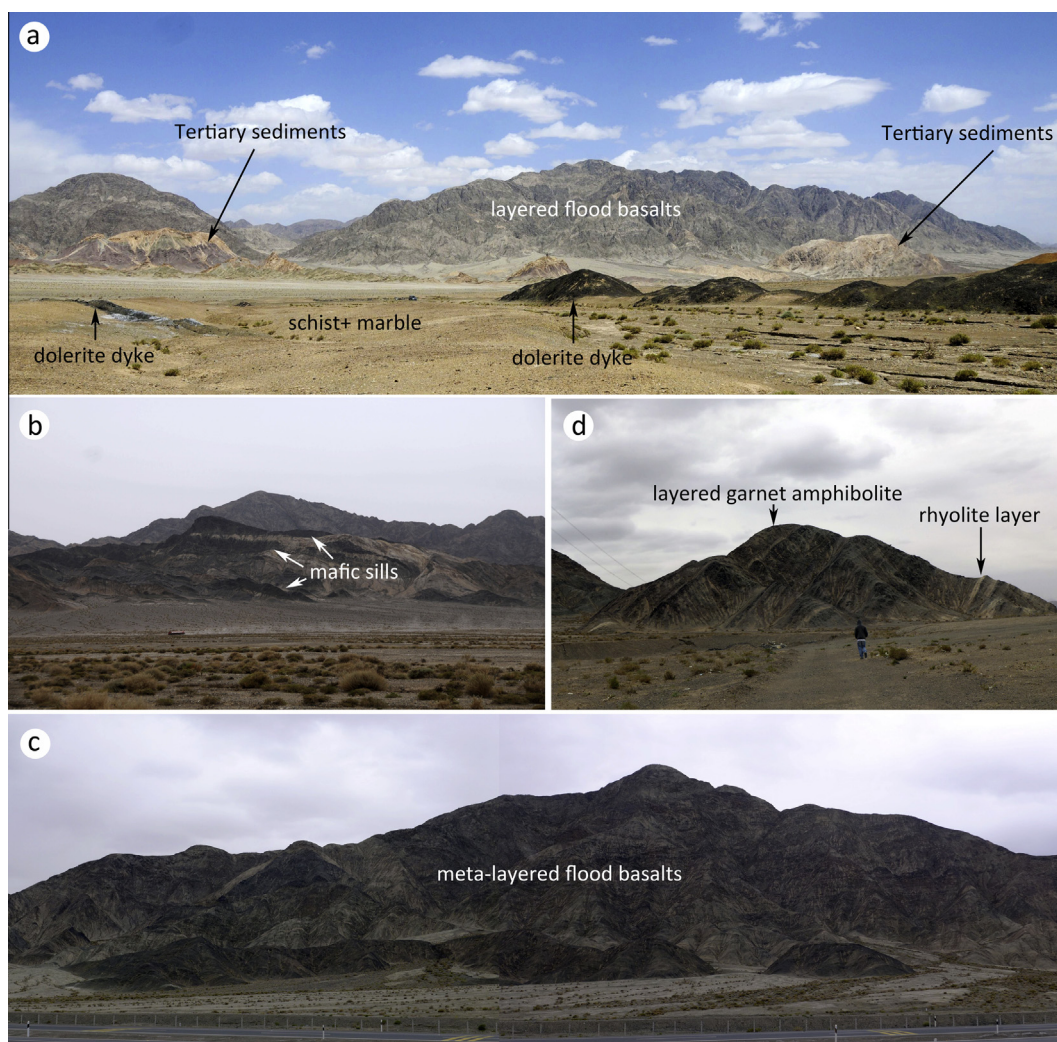 a
Tertiary sediments
Tertiary sediments
layered flood basalts
schist+ marble
dolerite dyke
dolerite dyke
b
mafic sills
d
layered garnet amphibolite
rhyolite layer
c
meta-layered flood basalts